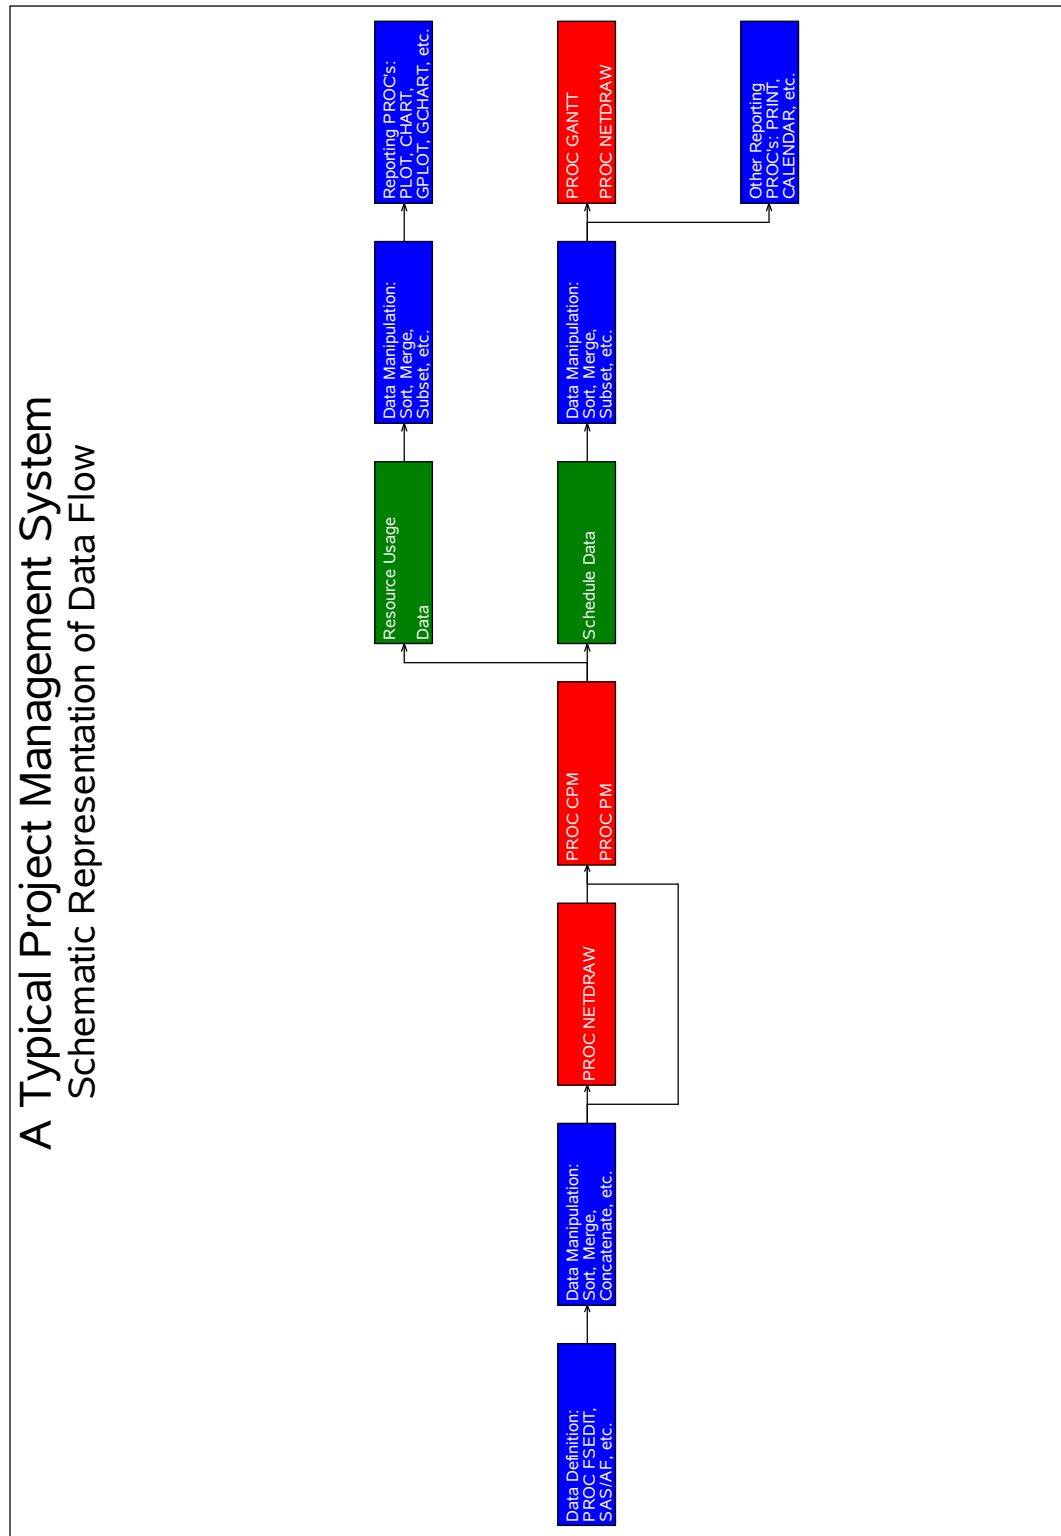 A Typical Project Management System
Schematic Representation of Data Flow
Data Definition:
PROC FSEDIT,
SAS/AF, etc.
Data Manipulation:
Sort, Merge,
Concatenate, etc.
PROC NETDRAW
PROC CPM
PROC PM
Resource Usage
Data
Schedule Data
Data Manipulation:
Sort, Merge,
Subset, etc.
Data Manipulation:
Sort, Merge,
Subset, etc.
Reporting PROC's:
PLOT, CHART,
GPLOT, GCHART, etc.
PROC GANTT
PROC NETDRAW
Other Reporting
PROC's: PRINT,
CALENDAR, etc.